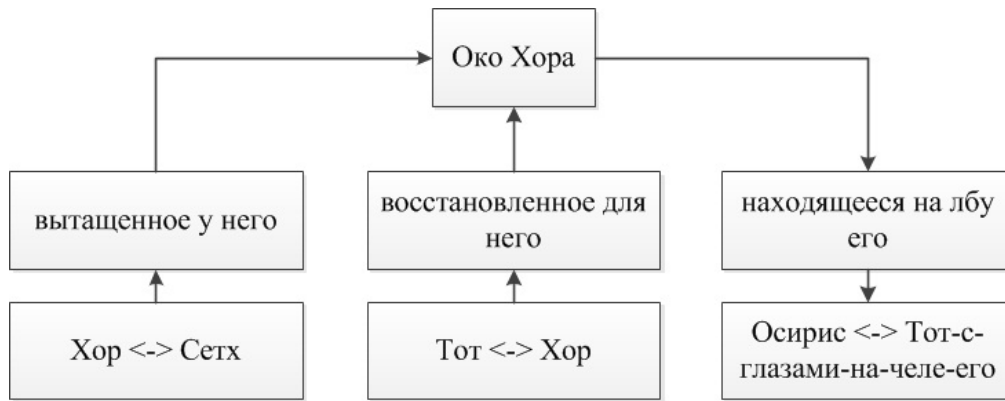 Око Хора
вытащенное у него
восстановленное для
него
находящееся на лбу
его
Хор <-> Сетх
Тот <-> Хор
Осирис <-> Тот-с-
глазами-на-челе-его